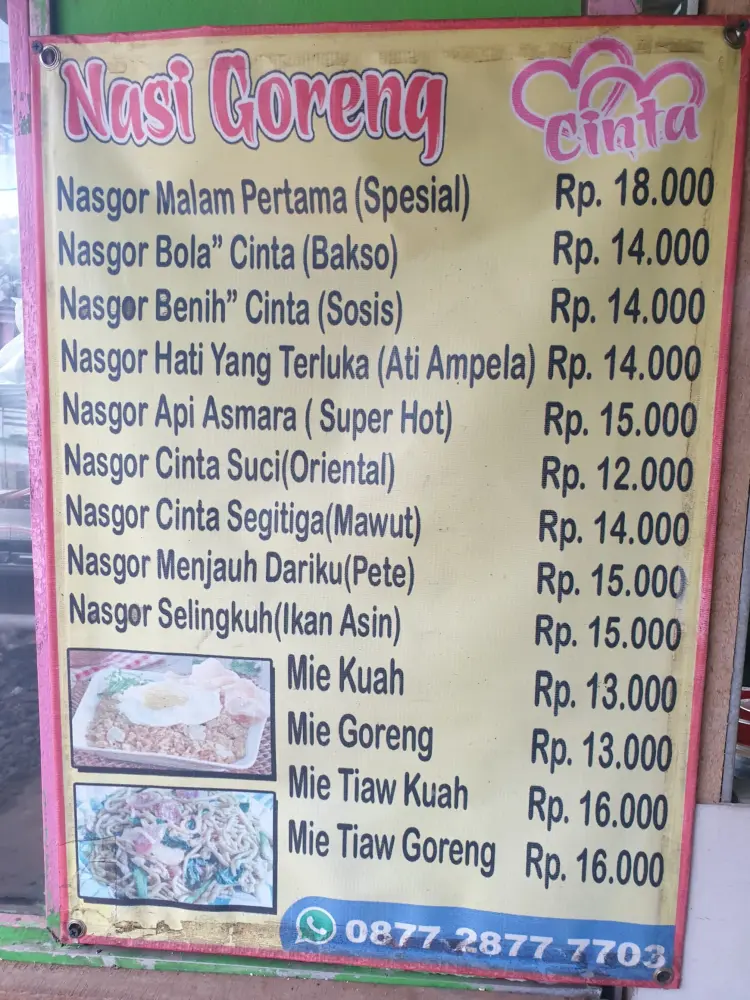 Nasi Goreng Cinta
Nasgor Malam Pertama (Spesial) Rp. 18.000
Nasgor Bola” Cinta (Bakso) Rp. 14.000
Nasgor Benih” Cinta (Sosis) Rp. 14.000
Nasgor Hati Yang Terluka (Ati Ampela) Rp. 14.000
Nasgor Api Asmara ( Super Hot) Rp. 15.000
Nasgor Cinta Suci(Oriental) Rp. 12.000
Nasgor Cinta Segitiga(Mawut) Rp. 14.000
Nasgor Menjauh Dariku(Pete) Rp. 15.000
Nasgor Selingkuh(Ikan Asin) Rp. 15.000
Mie Kuah Rp. 13.000
Mie Goreng Rp. 13.000
Mie Tiaw Kuah Rp. 16.000
Mie Tiaw Goreng Rp. 16.000
0877 2877 7703